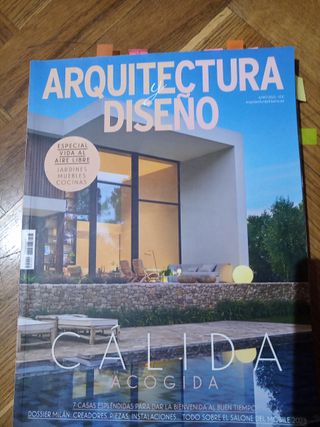 ARQUITECTURA
y
DISEÑO
ESPECIAL
VIDA AL
AIRE LIBRE
JARDINES
MUEBLES
COCINAS
CÁLIDA
ACOGIDA
7 CASAS ESPLÉNDIDAS PARA DAR LA BIENVENIDA AL BUEN TIEMPO
DOSSIER MILÁN: CREADORES, PIEZAS, INSTALACIONES... TODO SOBRE EL SALONE DEL MOBILE